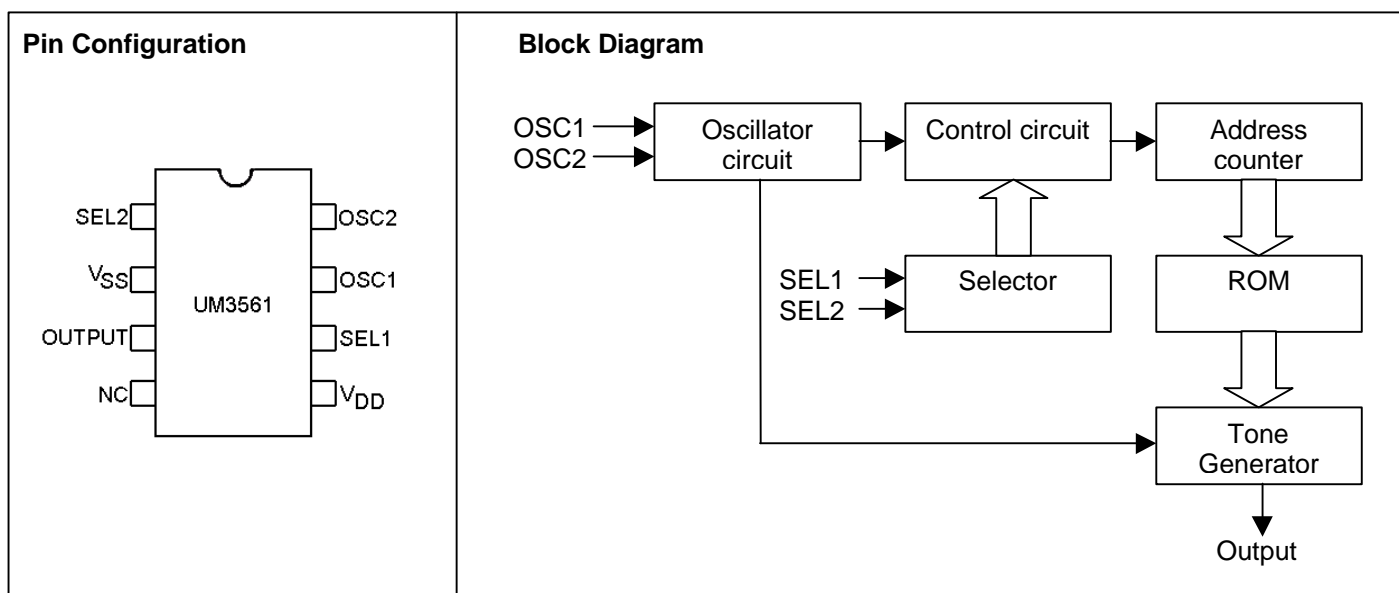 Pin Configuration
SEL2
VSS
OUTPUT
NC
UM3561
OSC2
OSC1
SEL1
VDD
Block Diagram
OSC1
OSC2
Oscillator
circuit
Control circuit
Address
counter
SEL1
SEL2
Selector
ROM
Tone
Generator
Output